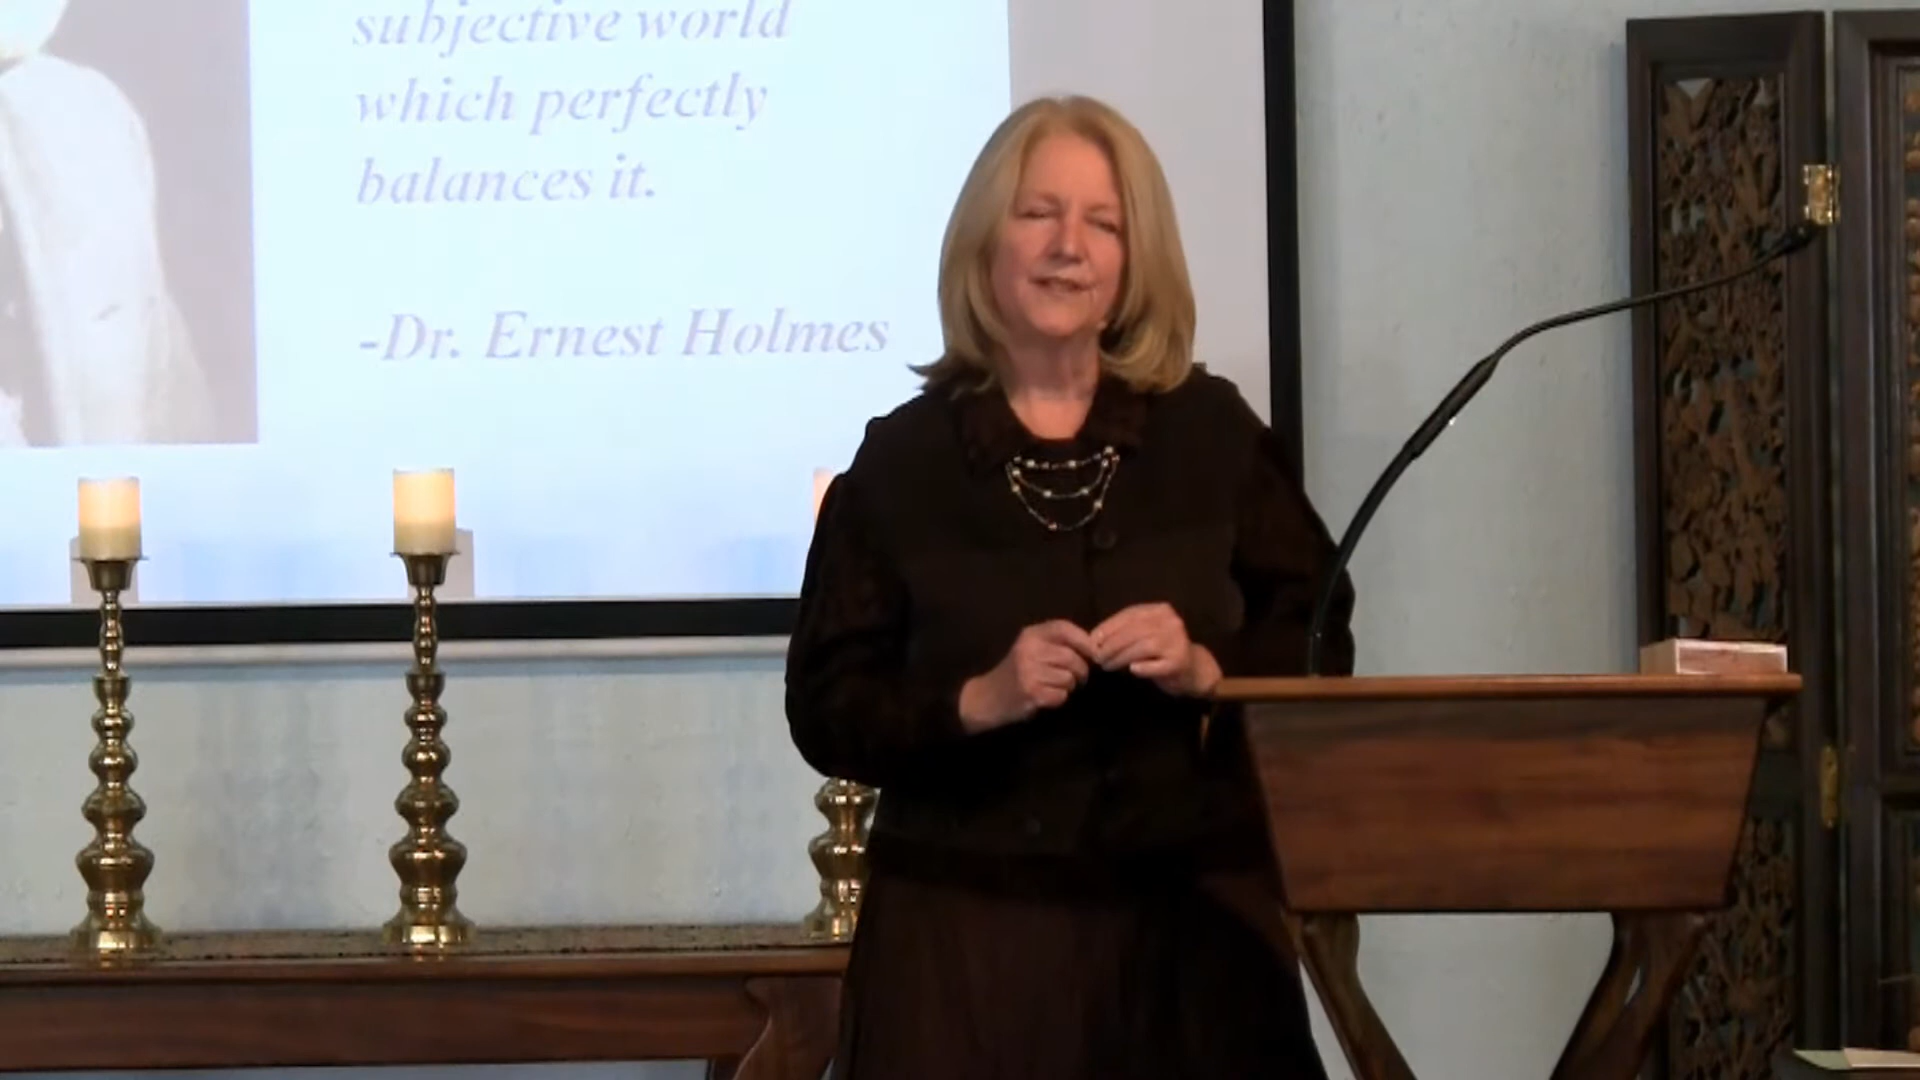 subjective world
which perfectly
balances it.
-Dr. Ernest Holmes